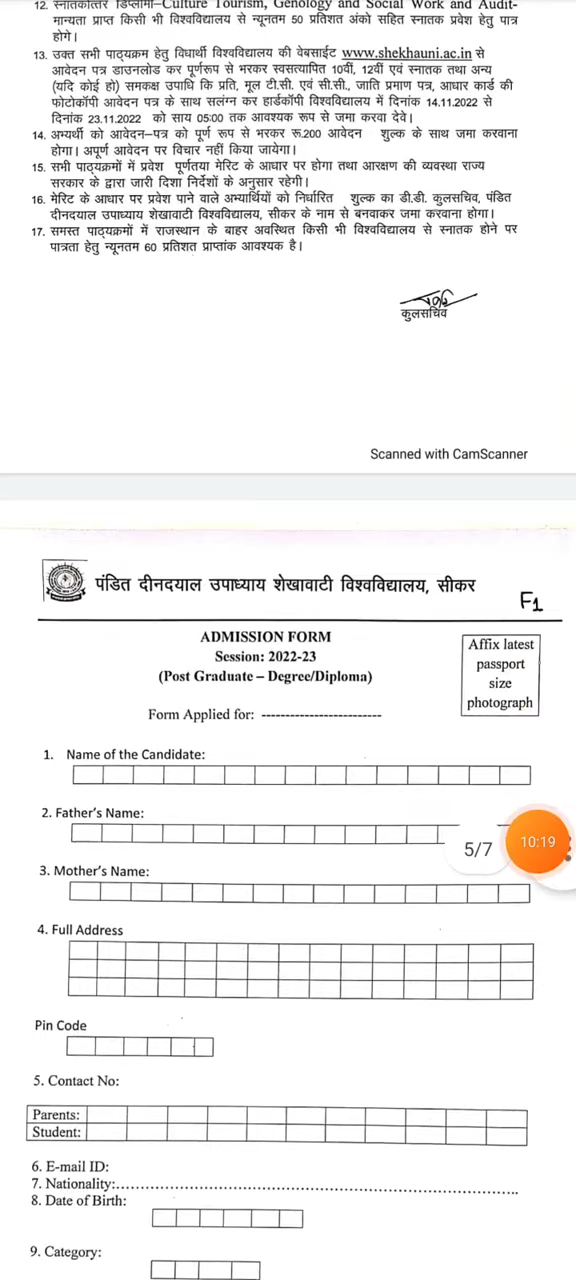 12. स्नातकोत्तर डिप्लोमा–Culture Tourism, Genology and Social Work and Audit-
मान्यता प्राप्त किसी भी विश्वविद्यालय से न्यूनतम 50 प्रतिशत अंको सहित स्नातक प्रवेश हेतु पात्र
होगे।
13. उक्त सभी पाठ्यक्रम हेतु विधार्थी विश्वविद्यालय की वेबसाईट www.shekhauni.ac.in से
आवेदन पत्र डाउनलोड कर पूर्णरूप से भरकर स्वसत्यापित 10वीं, 12वीं एवं स्नातक तथा अन्य
(यदि कोई हो) समकक्ष उपाधि कि प्रति, मूल टी.सी. एवं सी.सी., जाति प्रमाण पत्र, आधार कार्ड की
फोटोकॉपी आवेदन पत्र के साथ सलंग्न कर हार्डकॉपी विश्वविद्यालय में दिनांक 14.11.2022 से
दिनांक 23.11.2022 को साय 05:00 तक आवश्यक रूप से जमा करवा देवे।
14. अभ्यर्थी को आवेदन–पत्र को पूर्ण रूप से भरकर रू.200 आवेदन शुल्क के साथ जमा करवाना
होगा। अपूर्ण आवेदन पर विचार नहीं किया जायेगा।
15. सभी पाठ्यक्रमों में प्रवेश पूर्णतया मेरिट के आधार पर होगा तथा आरक्षण की व्यवस्था राज्य
सरकार के द्वारा जारी दिशा निर्देशों के अनुसार रहेगी।
16. मेरिट के आधार पर प्रवेश पाने वाले अभ्यार्थियों को निर्धारित शुल्क का डी.डी. कुलसचिव, पंडित
दीनदयाल उपाध्याय शेखावाटी विश्वविद्यालय, सीकर के नाम से बनवाकर जमा करवाना होगा।
17. समस्त पाठ्यक्रमों में राजस्थान के बाहर अवस्थित किसी भी विश्वविद्यालय से स्नातक होने पर
पात्रता हेतु न्यूनतम 60 प्रतिशत प्राप्तांक आवश्यक है।
कुलसचिव
Scanned with CamScanner
पंडित दीनदयाल उपाध्याय शेखावाटी विश्वविद्यालय, सीकर
F1
ADMISSION FORM
Session: 2022-23
(Post Graduate – Degree/Diploma)
Form Applied for: -------------------------
Affix latest
passport
size
photograph
1. Name of the Candidate:
2. Father's Name:
5/7
10:19
3. Mother's Name:
4. Full Address
Pin Code
5. Contact No:
Parents:
Student:
6. E-mail ID:
7. Nationality:
8. Date of Birth:
9. Category: